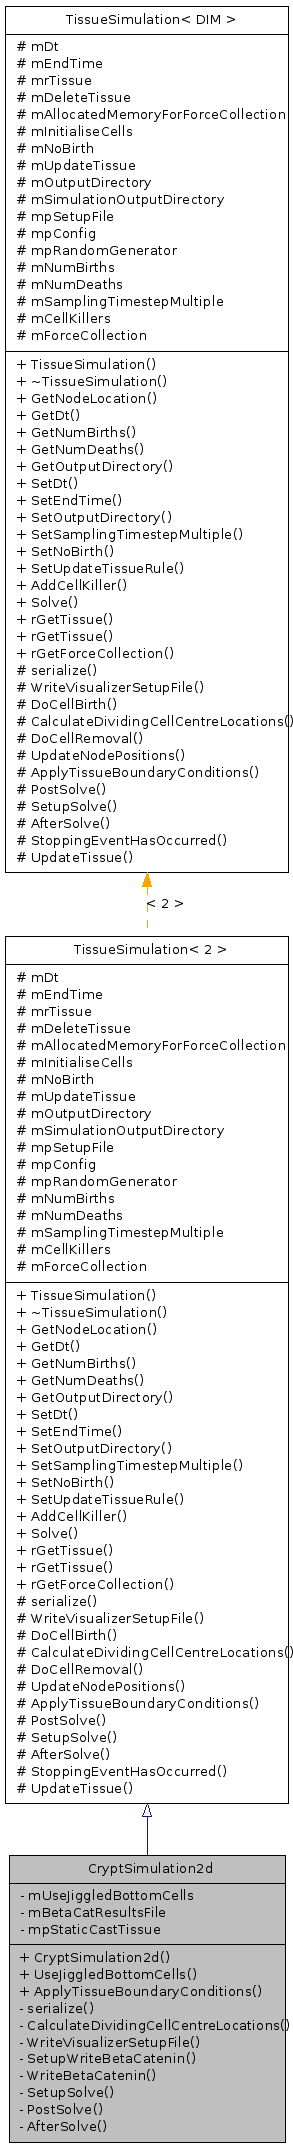 TissueSimulation< DIM >
# mDt
# mEndTime
# mrTissue
# mDeleteTissue
# mAllocatedMemoryForForceCollection
# mInitialiseCells
# mNoBirth
# mUpdateTissue
# mOutputDirectory
# mSimulationOutputDirectory
# mpSetupFile
# mpConfig
# mpRandomGenerator
# mNumBirths
# mNumDeaths
# mSamplingTimestepMultiple
# mCellKillers
# mForceCollection
+ TissueSimulation()
+ ~TissueSimulation()
+ GetNodeLocation()
+ GetDt()
+ GetNumBirths()
+ GetNumDeaths()
+ GetOutputDirectory()
+ SetDt()
+ SetEndTime()
+ SetOutputDirectory()
+ SetSamplingTimestepMultiple()
+ SetNoBirth()
+ SetUpdateTissueRule()
+ AddCellKiller()
+ Solve()
+ rGetTissue()
+ rGetTissue()
+ rGetForceCollection()
# serialize()
# WriteVisualizerSetupFile()
# DoCellBirth()
# CalculateDividingCellCentreLocations()
# DoCellRemoval()
# UpdateNodePositions()
# ApplyTissueBoundaryConditions()
# PostSolve()
# SetupSolve()
# AfterSolve()
# StoppingEventHasOccurred()
# UpdateTissue()
< 2 >
TissueSimulation< 2 >
# mDt
# mEndTime
# mrTissue
# mDeleteTissue
# mAllocatedMemoryForForceCollection
# mInitialiseCells
# mNoBirth
# mUpdateTissue
# mOutputDirectory
# mSimulationOutputDirectory
# mpSetupFile
# mpConfig
# mpRandomGenerator
# mNumBirths
# mNumDeaths
# mSamplingTimestepMultiple
# mCellKillers
# mForceCollection
+ TissueSimulation()
+ ~TissueSimulation()
+ GetNodeLocation()
+ GetDt()
+ GetNumBirths()
+ GetNumDeaths()
+ GetOutputDirectory()
+ SetDt()
+ SetEndTime()
+ SetOutputDirectory()
+ SetSamplingTimestepMultiple()
+ SetNoBirth()
+ SetUpdateTissueRule()
+ AddCellKiller()
+ Solve()
+ rGetTissue()
+ rGetTissue()
+ rGetForceCollection()
# serialize()
# WriteVisualizerSetupFile()
# DoCellBirth()
# CalculateDividingCellCentreLocations()
# DoCellRemoval()
# UpdateNodePositions()
# ApplyTissueBoundaryConditions()
# PostSolve()
# SetupSolve()
# AfterSolve()
# StoppingEventHasOccurred()
# UpdateTissue()
CryptSimulation2d
- mUseJiggledBottomCells
- mBetaCatResultsFile
- mpStaticCastTissue
+ CryptSimulation2d()
+ UseJiggledBottomCells()
+ ApplyTissueBoundaryConditions()
- serialize()
- CalculateDividingCellCentreLocations()
- WriteVisualizerSetupFile()
- SetupWriteBetaCatenin()
- WriteBetaCatenin()
- SetupSolve()
- PostSolve()
- AfterSolve()